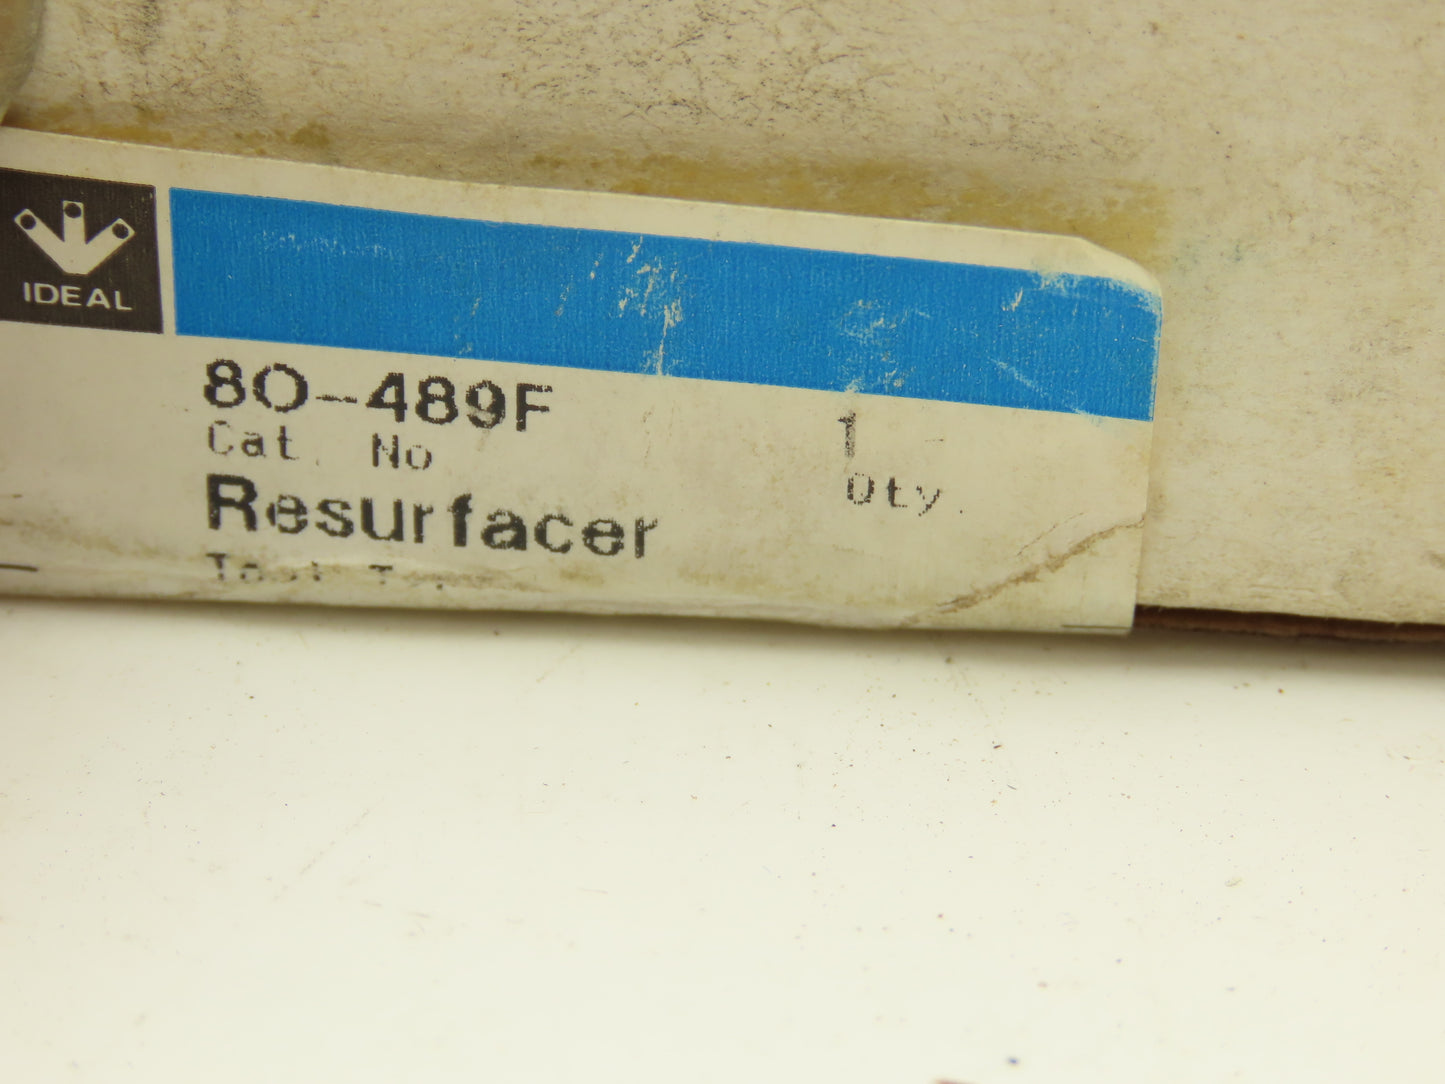 IDEAL
80-489F 1
Cat. No Qty.
Resurfacer